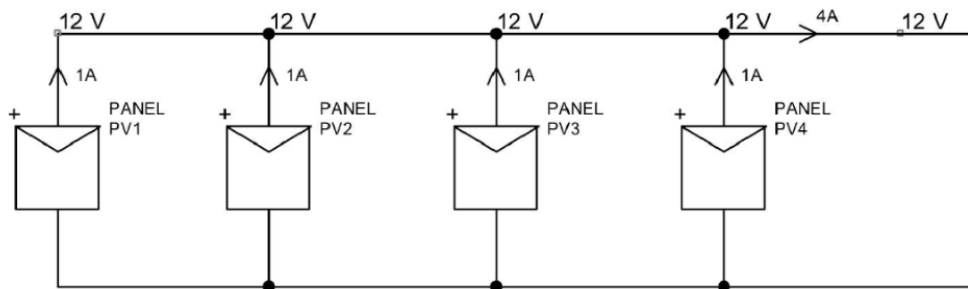 12 V
12 V
12 V
12 V
4A
12 V
1A
1A
1A
1A
+
PANEL
PV1
+
PANEL
PV2
+
PANEL
PV3
+
PANEL
PV4